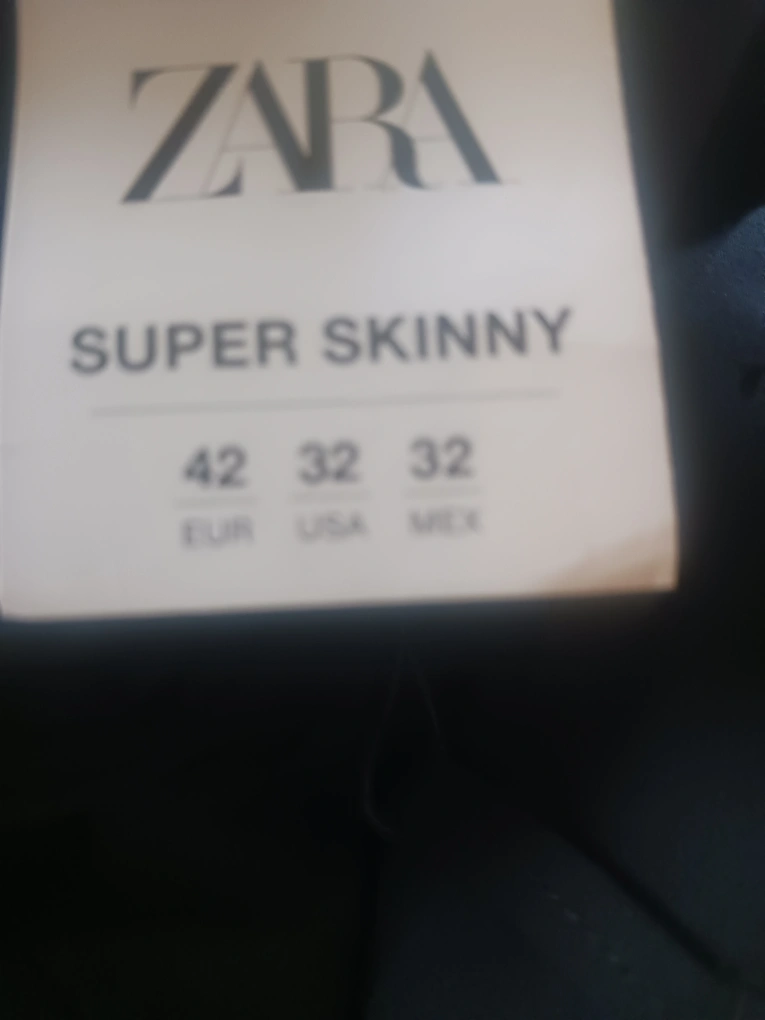 ZARA
SUPER SKINNY
42 32 32
EUR USA MEX